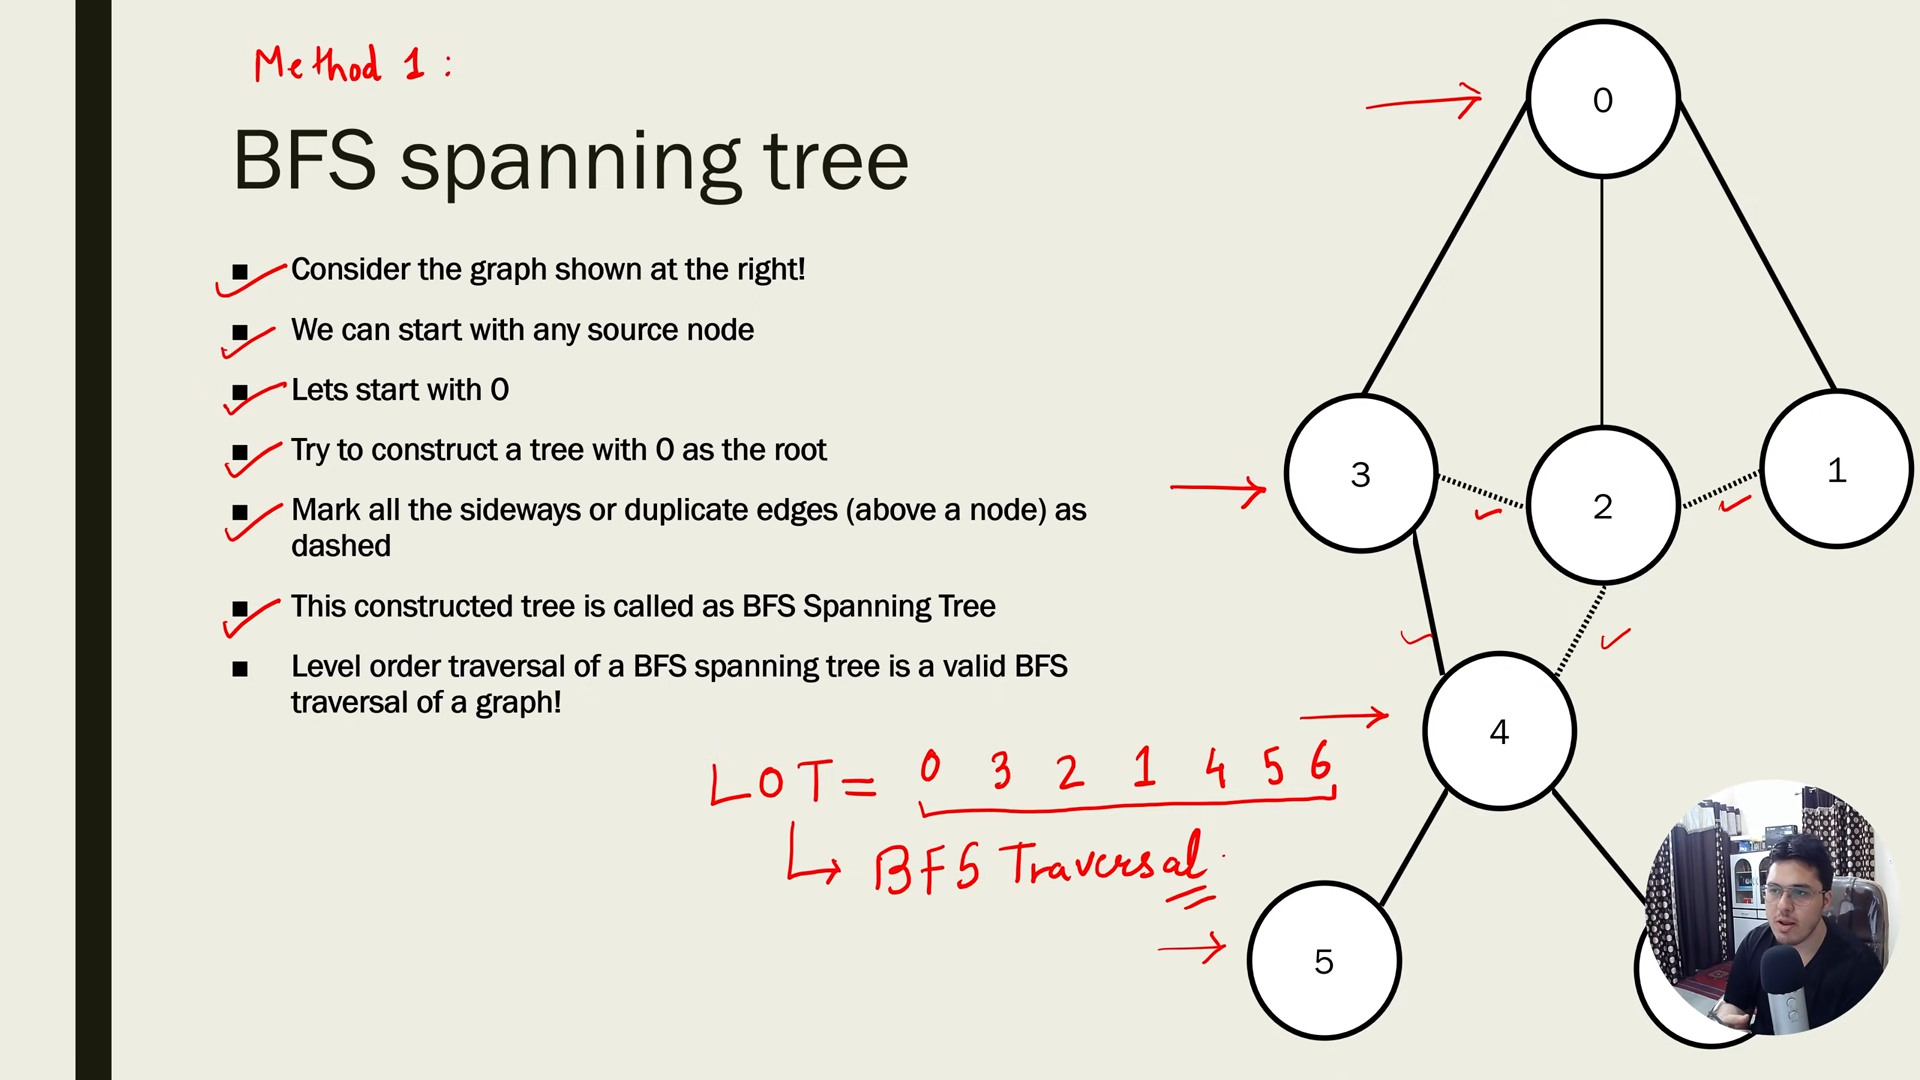 Method 1 :
BFS spanning tree
■ Consider the graph shown at the right!
■ We can start with any source node
■ Lets start with 0
■ Try to construct a tree with 0 as the root
■ Mark all the sideways or duplicate edges (above a node) as
dashed
■ This constructed tree is called as BFS Spanning Tree
■ Level order traversal of a BFS spanning tree is a valid BFS
traversal of a graph!
LOT = 0 3 2 1 4 5 6
BFS Traversal
0
3
2
1
4
5